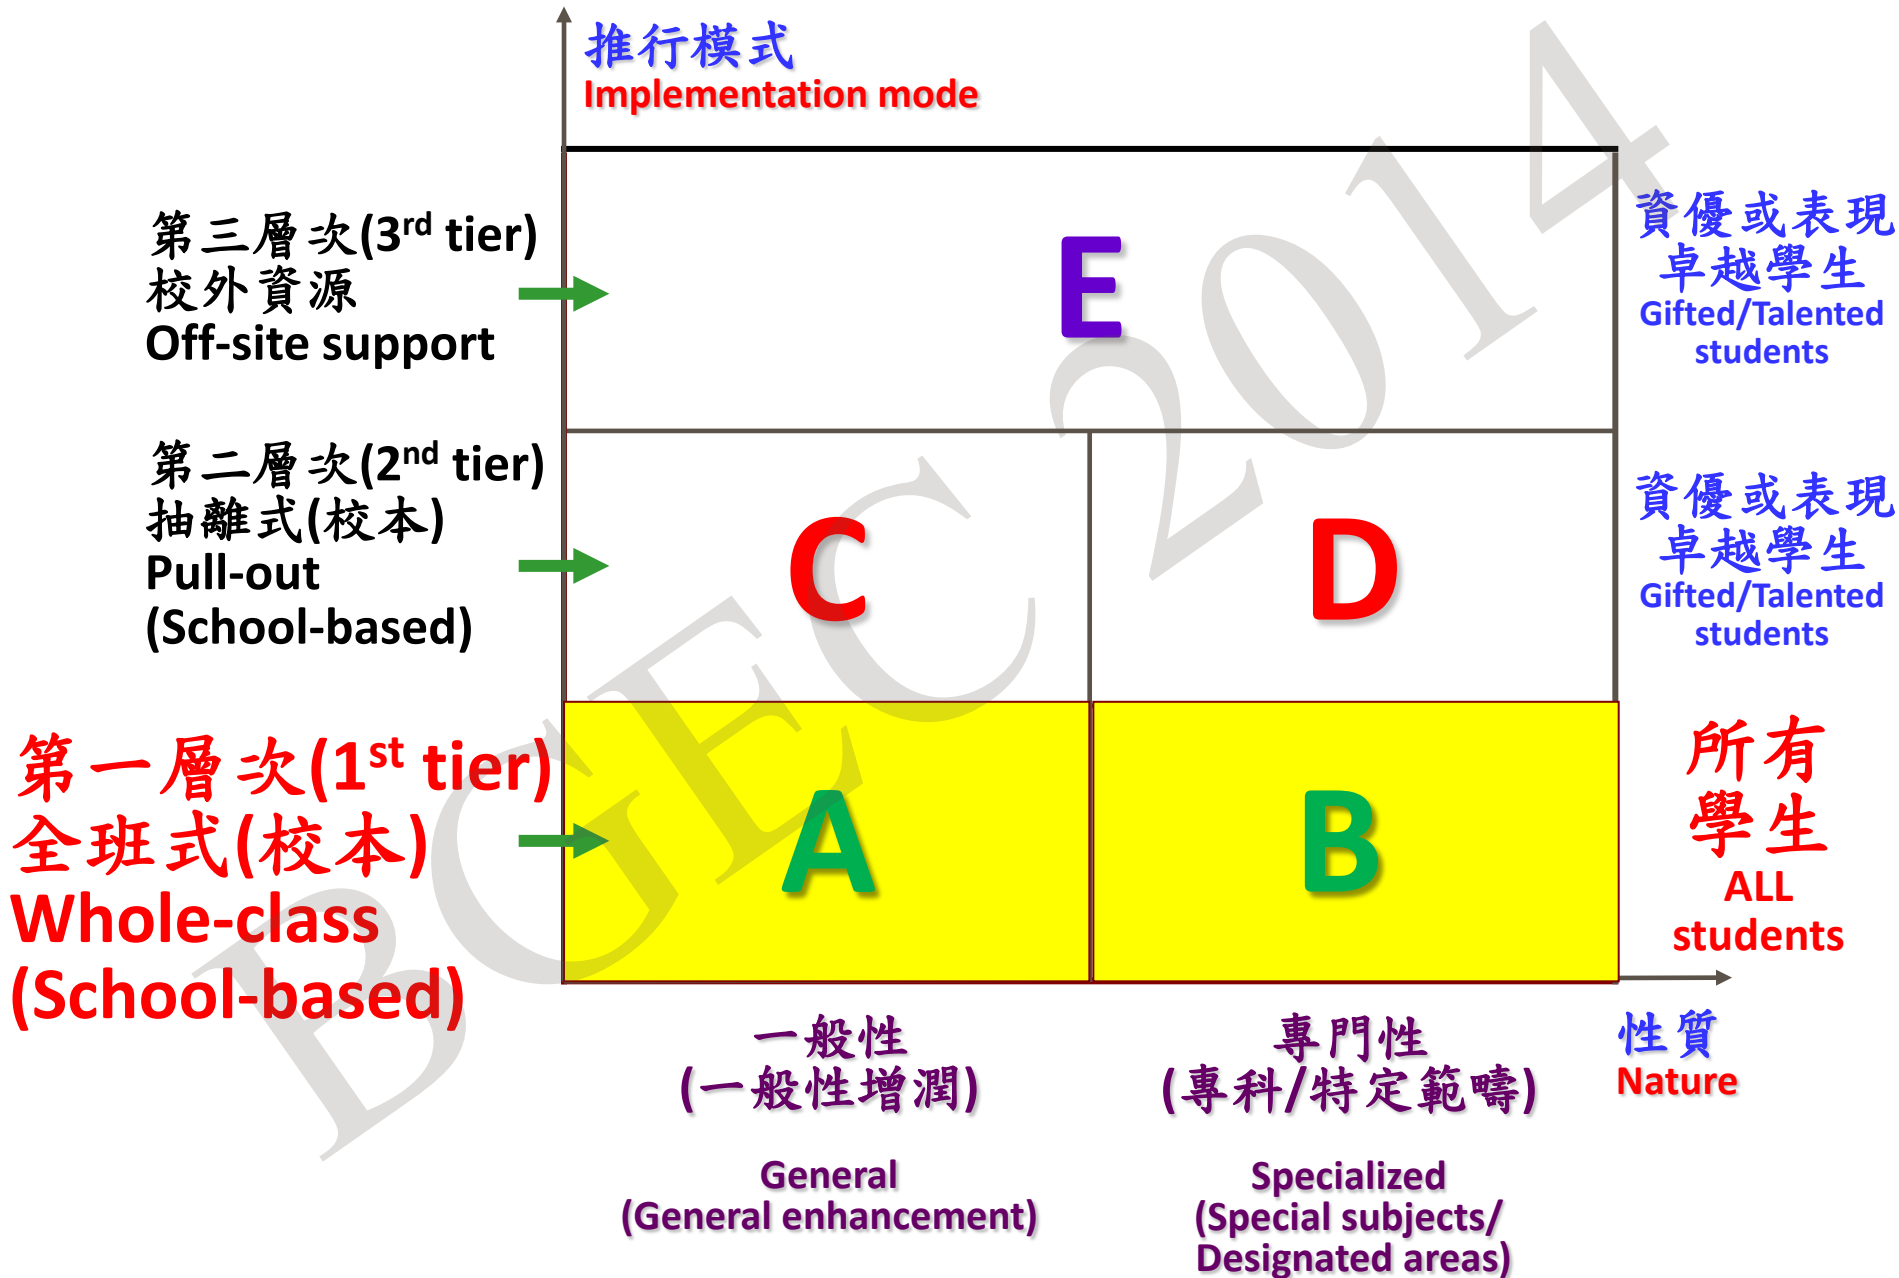 推行模式
Implementation mode
第三層次(3rd tier)
校外資源
Off-site support
E
資優或表現
卓越學生
Gifted/Talented
students
第二層次(2nd tier)
抽離式(校本)
Pull-out
(School-based)
C
D
資優或表現
卓越學生
Gifted/Talented
students
第一層次(1st tier)
全班式(校本)
Whole-class
(School-based)
A
B
所有
學生
ALL
students
一般性
(一般性增潤)
General
(General enhancement)
專門性
(專科/特定範疇)
Specialized
(Special subjects/
Designated areas)
性質
Nature
BGEC 2014